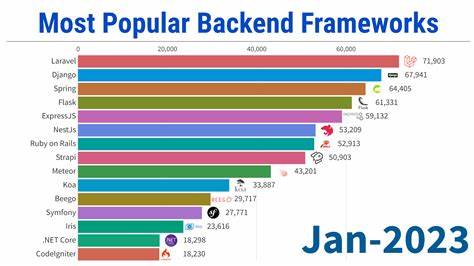 Most Popular Backend Frameworks
20,000 40,000 60,000
Laravel 71,903
Django 67,941
Spring 64,405
Flask 61,331
ExpressJS 59,132
NestJs 53,209
Ruby on Rails 52,913
Strapi 50,903
Meteor 43,201
Koa 33,887
Beego 29,717
Symfony 27,771
Iris 23,616
.NET Core 18,298
CodeIgniter 18,230
Jan-2023